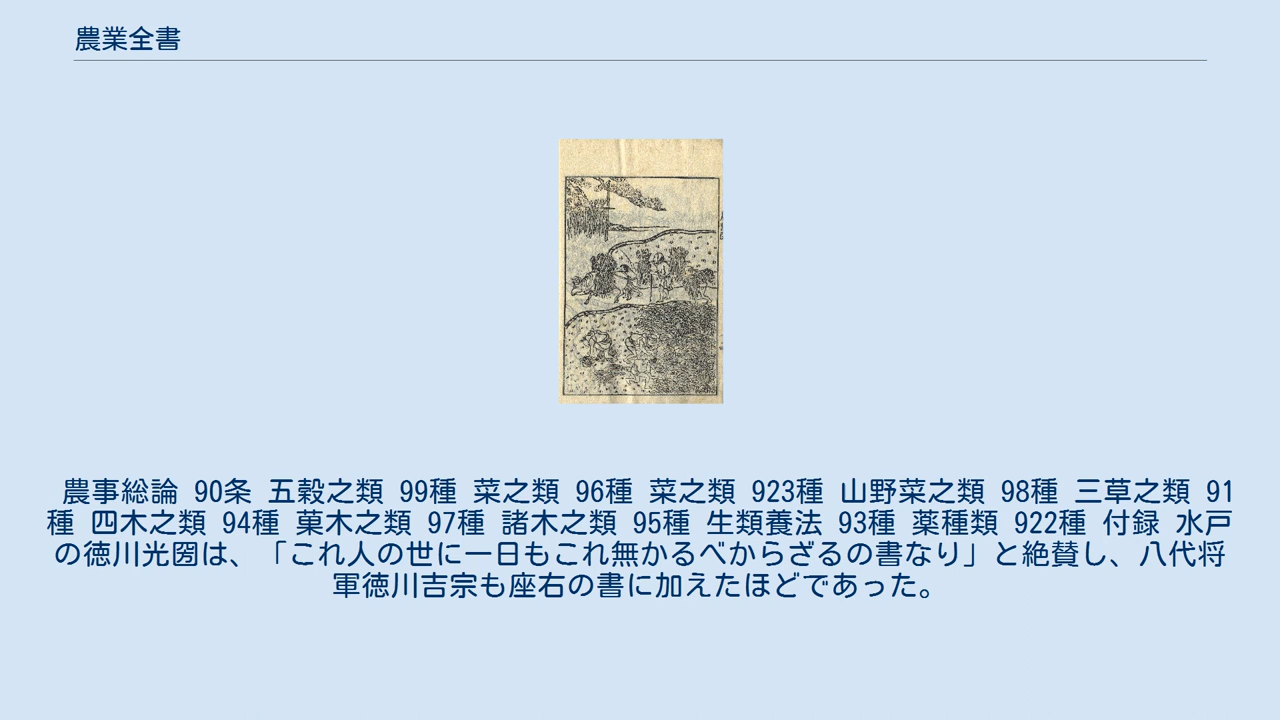 農業全書
農事総論 90条 五穀之類 99種 菜之類 96種 菜之類 923種 山野菜之類 98種 三草之類 91
種 四木之類 94種 菓木之類 97種 諸木之類 95種 生類養法 93種 薬種類 922種 付録 水戸
の徳川光圀は、「これ人の世に一日もこれ無かるべからざるの書なり」と絶賛し、八代将
軍徳川吉宗も座右の書に加えたほどであった。